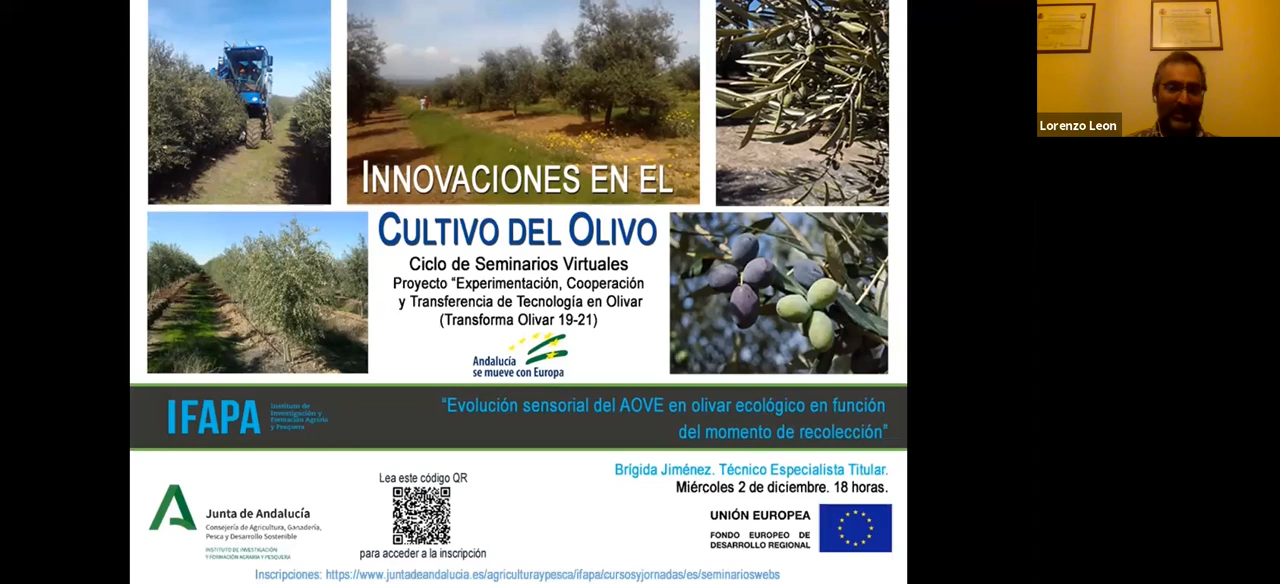 INNOVACIONES EN EL
CULTIVO DEL OLIVO
Ciclo de Seminarios Virtuales
Proyecto “Experimentación, Cooperación
y Transferencia de Tecnología en Olivar
(Transforma Olivar 19-21)
Andalucía
se mueve con Europa
IFAPA
Instituto de
Investigación y
Formación Agraria
y Pesquera
“Evolución sensorial del AOVE en olivar ecológico en función
del momento de recolección”
Brígida Jiménez. Técnico Especialista Titular.
Miércoles 2 de diciembre. 18 horas.
Lea este código QR
para acceder a la inscripción
Junta de Andalucía
Consejería de Agricultura, Ganadería,
Pesca y Desarrollo Sostenible
INSTITUTO DE INVESTIGACIÓN
Y FORMACIÓN AGRARIA Y PESQUERA
UNIÓN EUROPEA
FONDO EUROPEO DE
DESARROLLO REGIONAL
Inscripciones: https://www.juntadeandalucia.es/agriculturaypesca/ifapa/cursosyjornadas/es/seminarioswebs
Lorenzo Leon